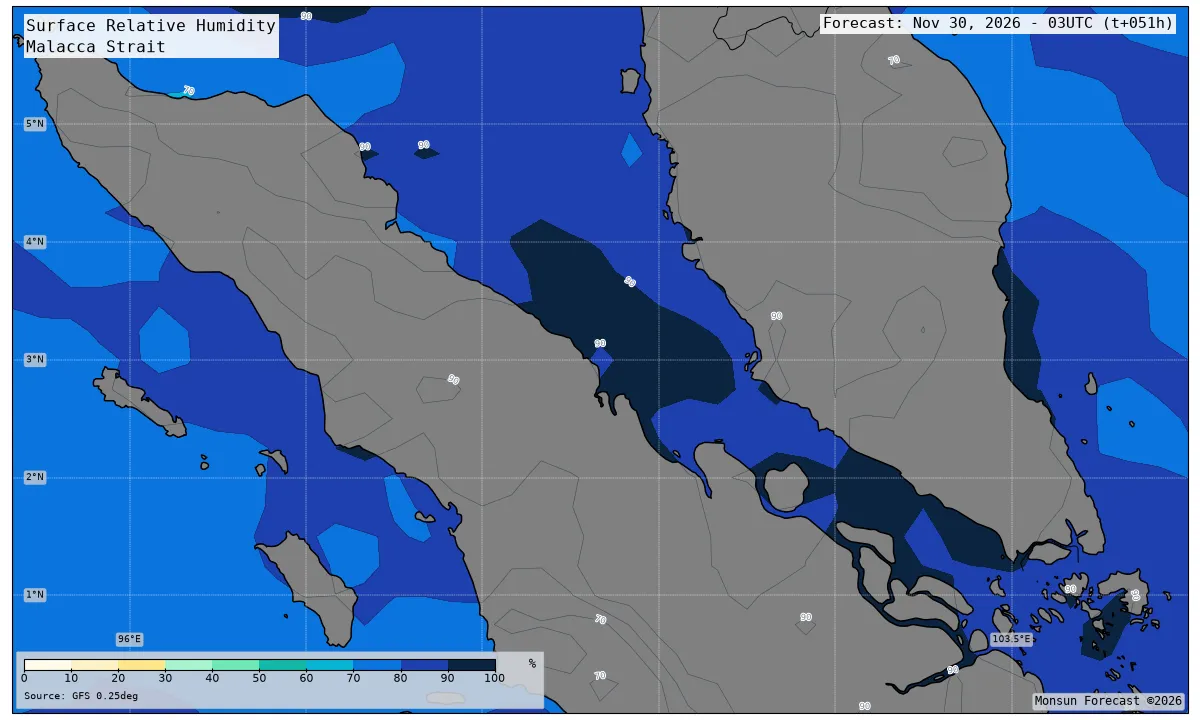 Surface Relative Humidity
Malacca Strait
Forecast: Nov 30, 2026 - 03UTC (t+051h)
90
70
70
5°N
90
90
4°N
90
90
3°N
90
90
2°N
1°N
90
90
70
90
96°E
103.5°E
90
70
90
%
0 10 20 30 40 50 60 70 80 90 100
Source: GFS 0.25deg
Monsun Forecast ©2026